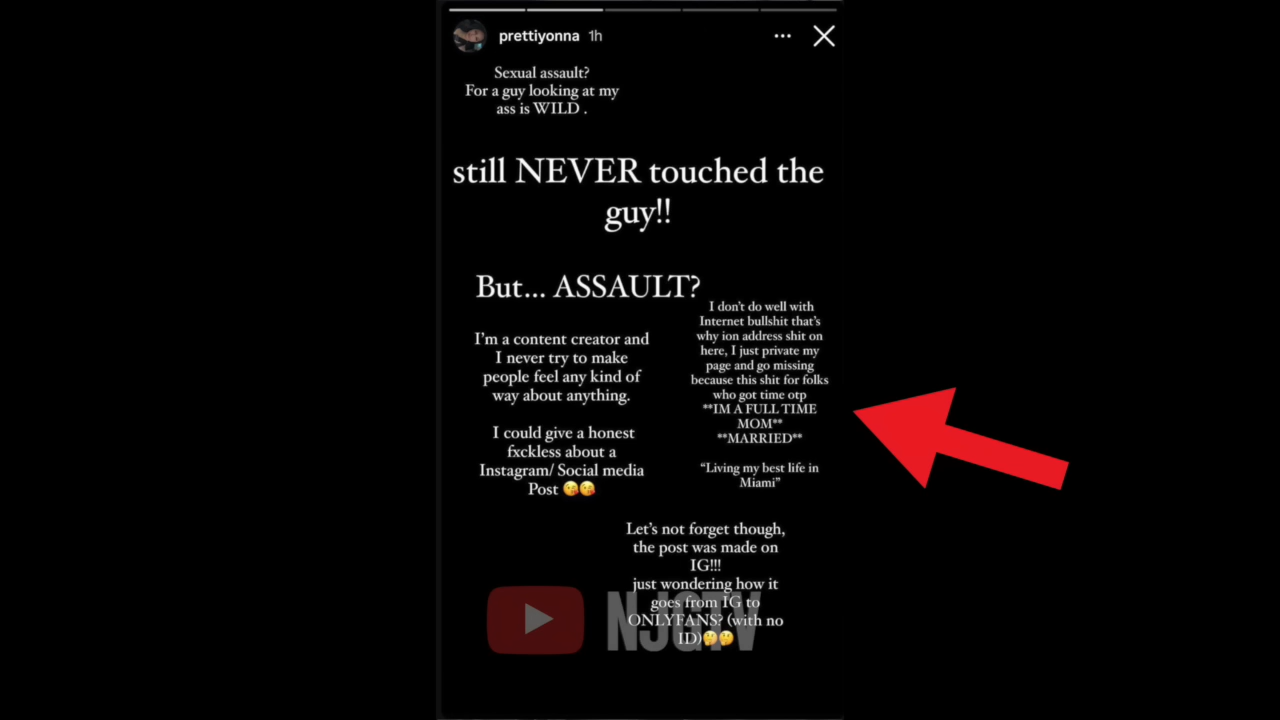 prettiyonna 1h
Sexual assault?
For a guy looking at my
ass is WILD .
still NEVER touched the
guy!!
But... ASSAULT?
I'm a content creator and
I never try to make
people feel any kind of
way about anything.
I could give a honest
fxckless about a
Instagram/ Social media
Post 😘😘
I don't do well with
Internet bullshit that's
why ion address shit on
here, I just private my
page and go missing
because this shit for folks
who got time otp
**IM A FULL TIME
MOM**
**MARRIED**
“Living my best life in
Miami”
Let's not forget though,
the post was made on
IG!!!
just wondering how it
goes from IG to
ONLYFANS? (with no
ID)🤔🤔
NJGTV